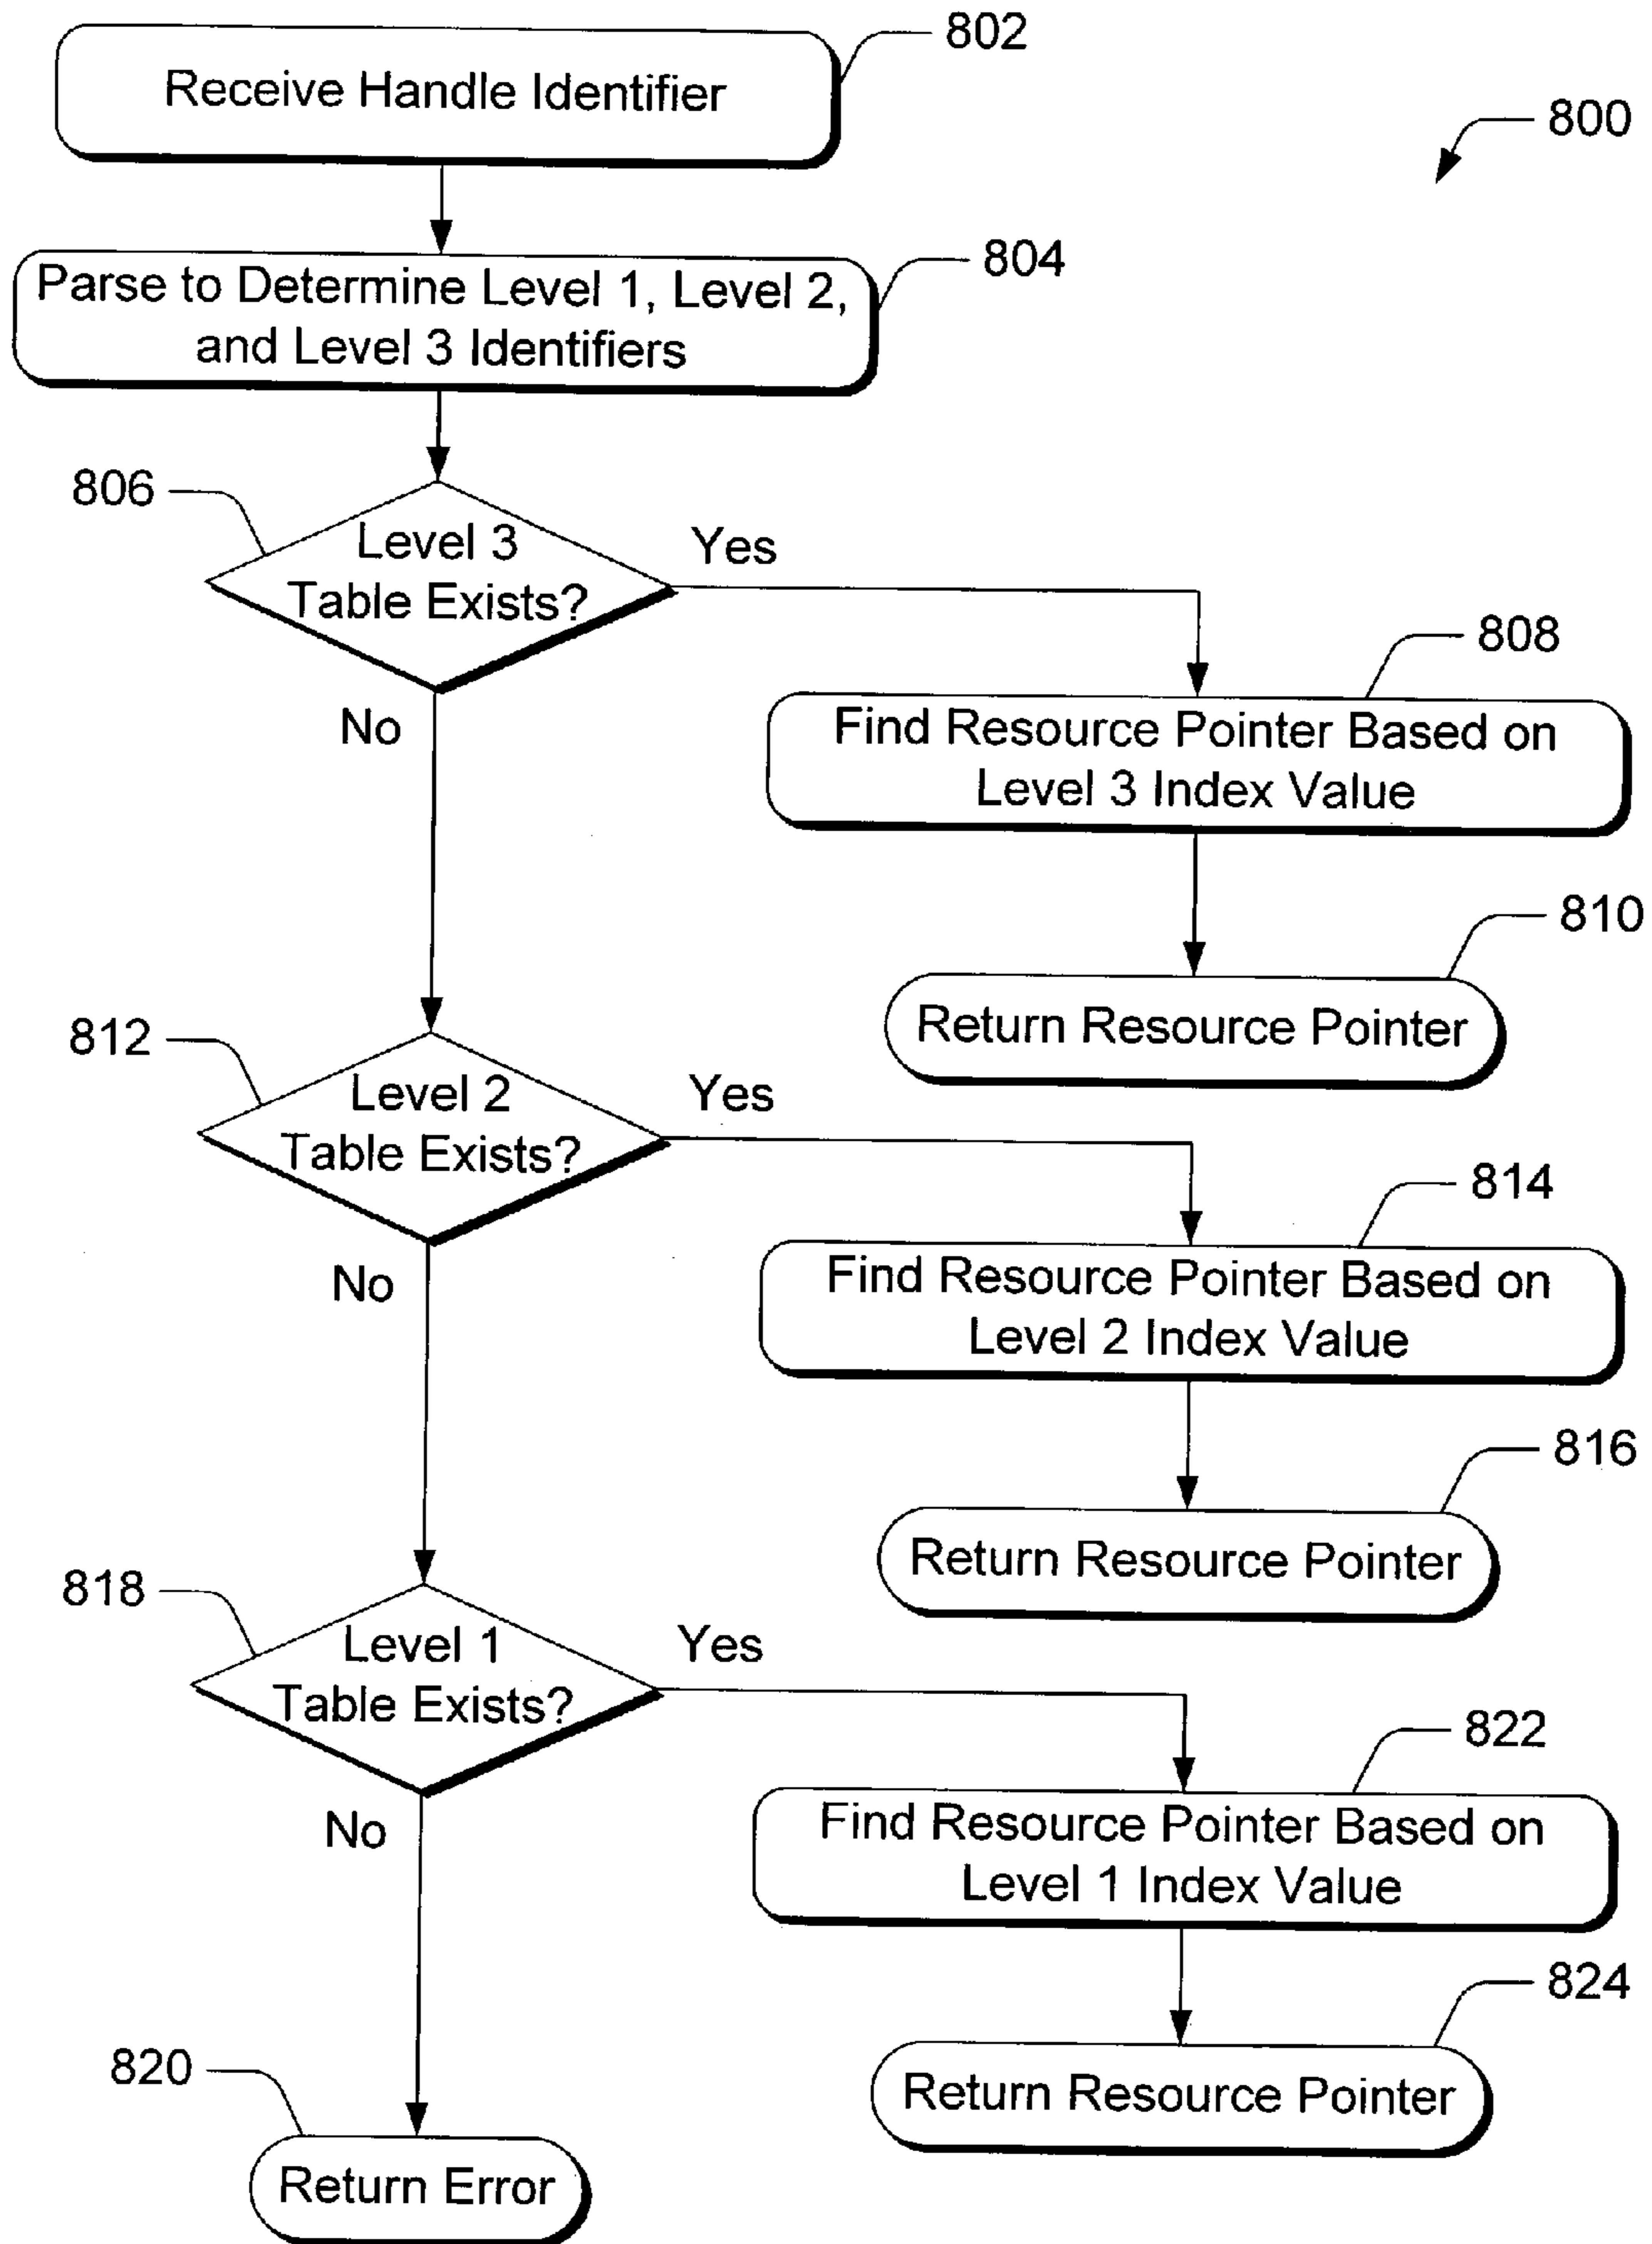 802
Receive Handle Identifier
800
804
Parse to Determine Level 1, Level 2,
and Level 3 Identifiers
806
Level 3
Table Exists?
Yes
No
808
Find Resource Pointer Based on
Level 3 Index Value
810
Return Resource Pointer
812
Level 2
Table Exists?
Yes
No
814
Find Resource Pointer Based on
Level 2 Index Value
816
Return Resource Pointer
818
Level 1
Table Exists?
Yes
No
822
Find Resource Pointer Based on
Level 1 Index Value
824
Return Resource Pointer
820
Return Error